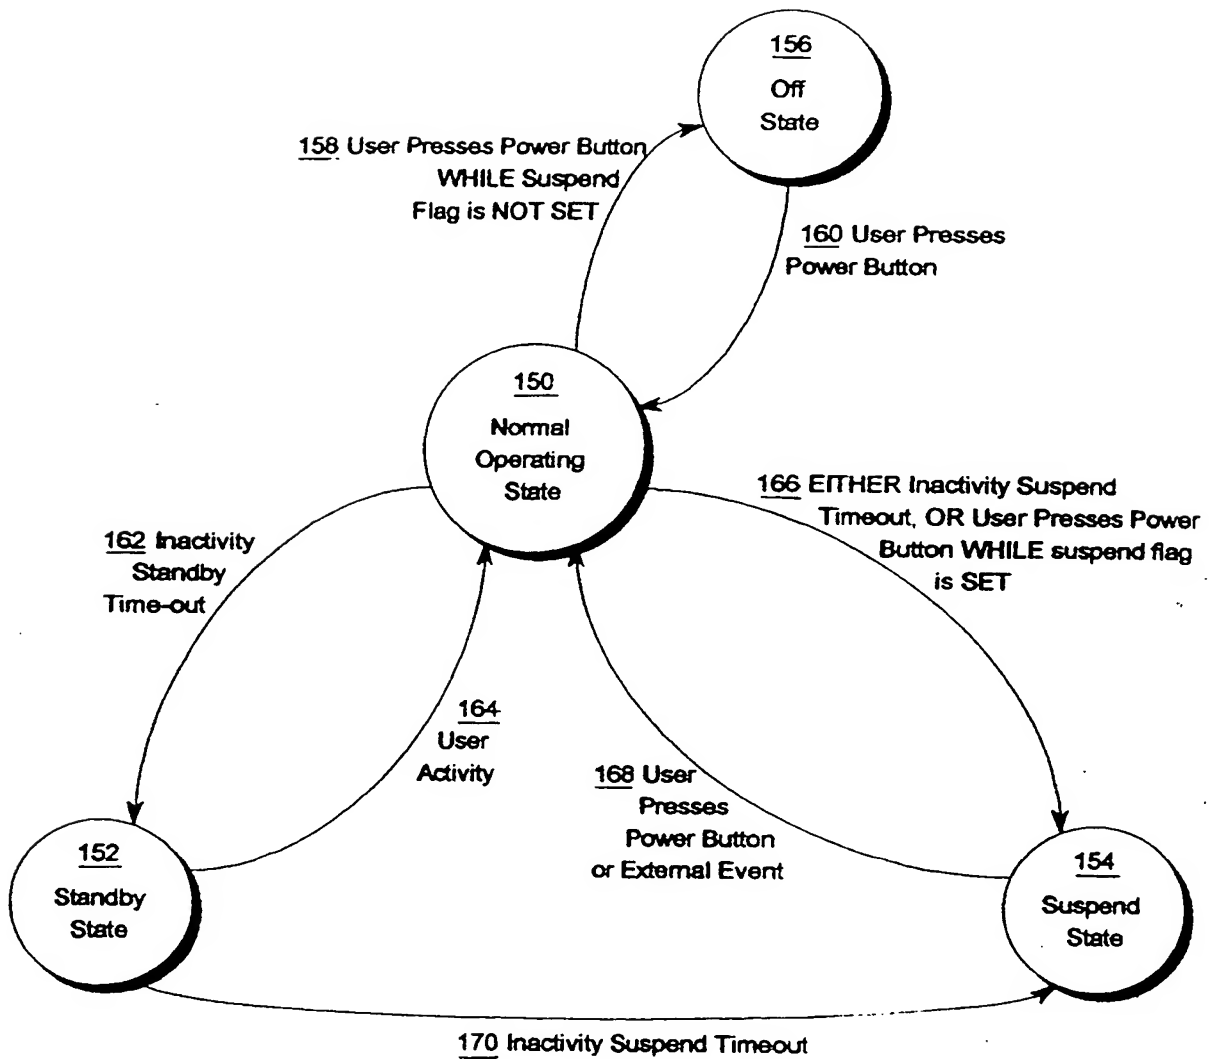 156
Off
State
158 User Presses Power Button
WHILE Suspend
Flag is NOT SET
160 User Presses
Power Button
150
Normal
Operating
State
166 EITHER Inactivity Suspend
Timeout, OR User Presses Power
Button WHILE suspend flag
is SET
162 Inactivity
Standby
Time-out
164
User
Activity
168 User
Presses
Power Button
or External Event
152
Standby
State
154
Suspend
State
170 Inactivity Suspend Timeout